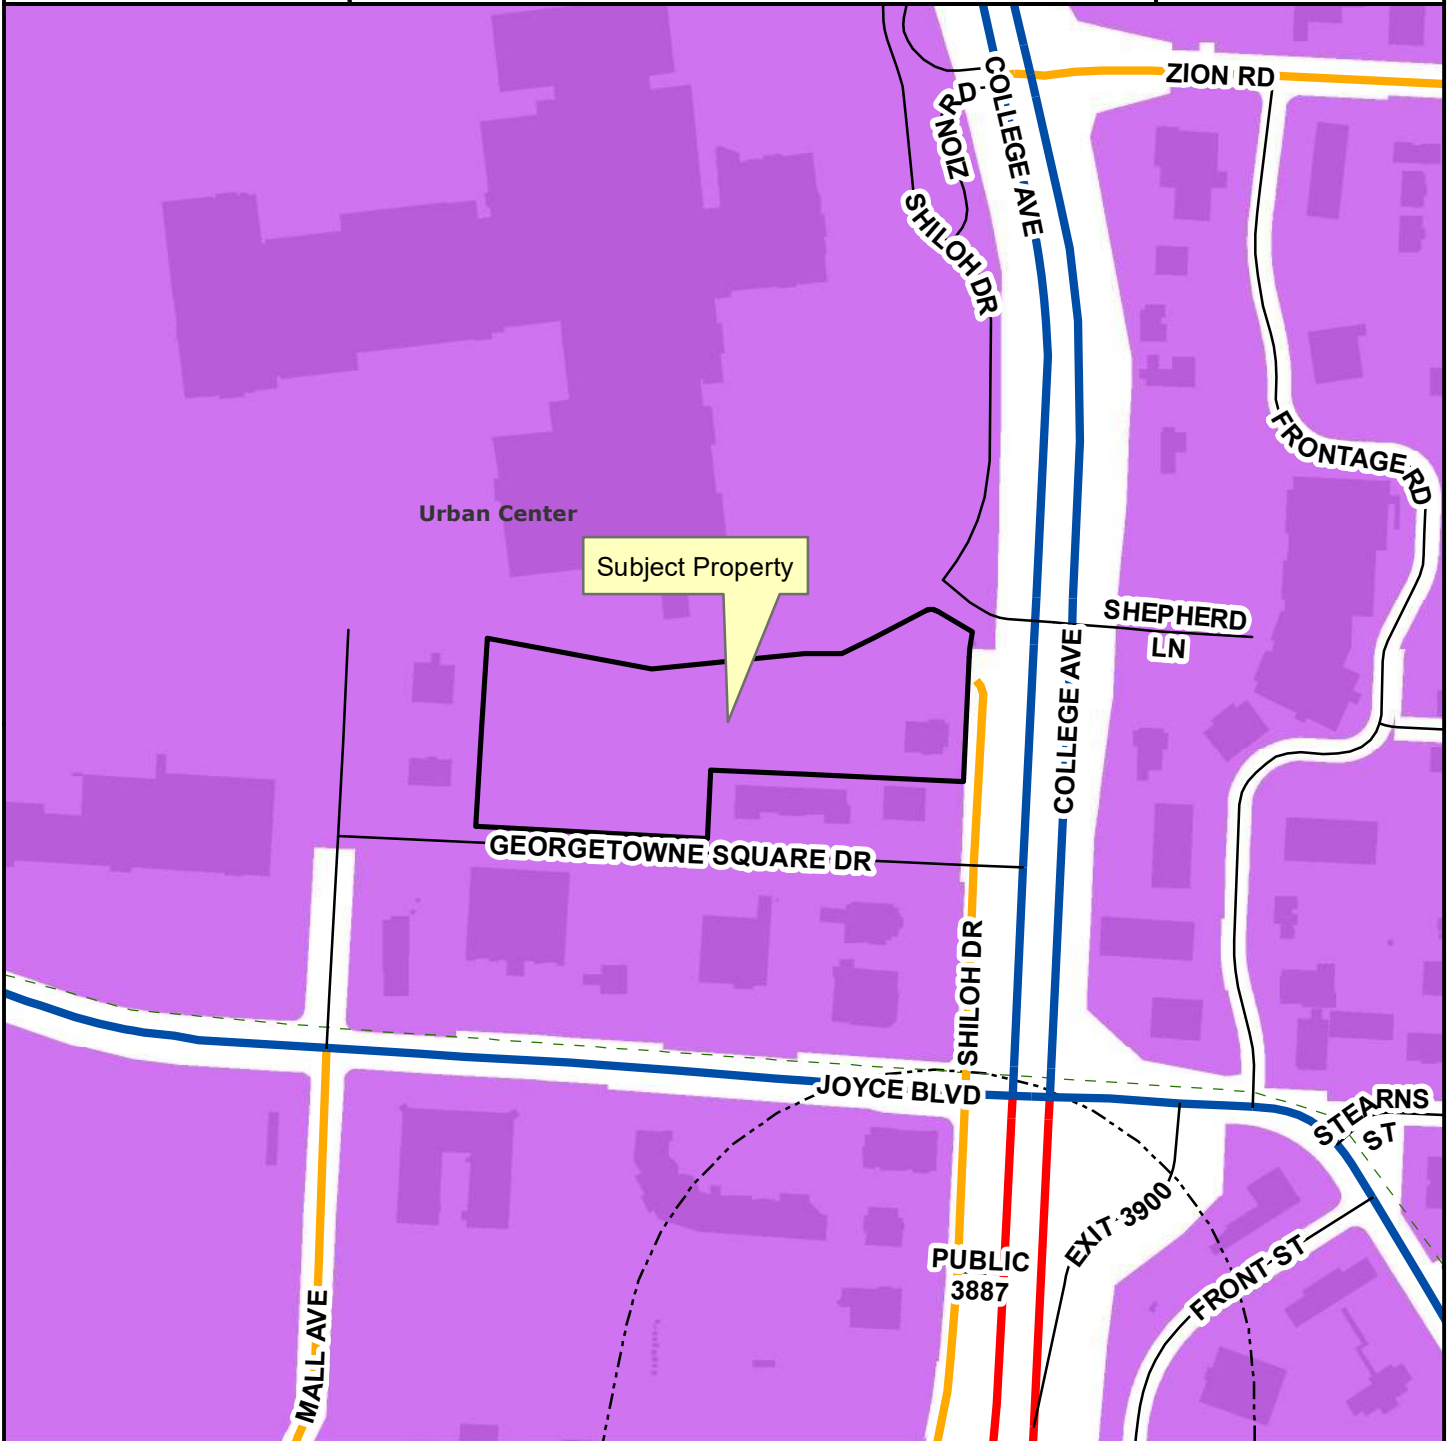 ZION RD
COLLEGE AVE
ZION RD
SHILOH DR
FRONTAGE RD
Urban Center
Subject Property
SHEPHERD
LN
COLLEGE AVE
GEORGETOWNE SQUARE DR
SHILOH DR
JOYCE BLVD
STEARNS
ST
EXIT 3900
PUBLIC
3887
FRONT ST
MALL AVE